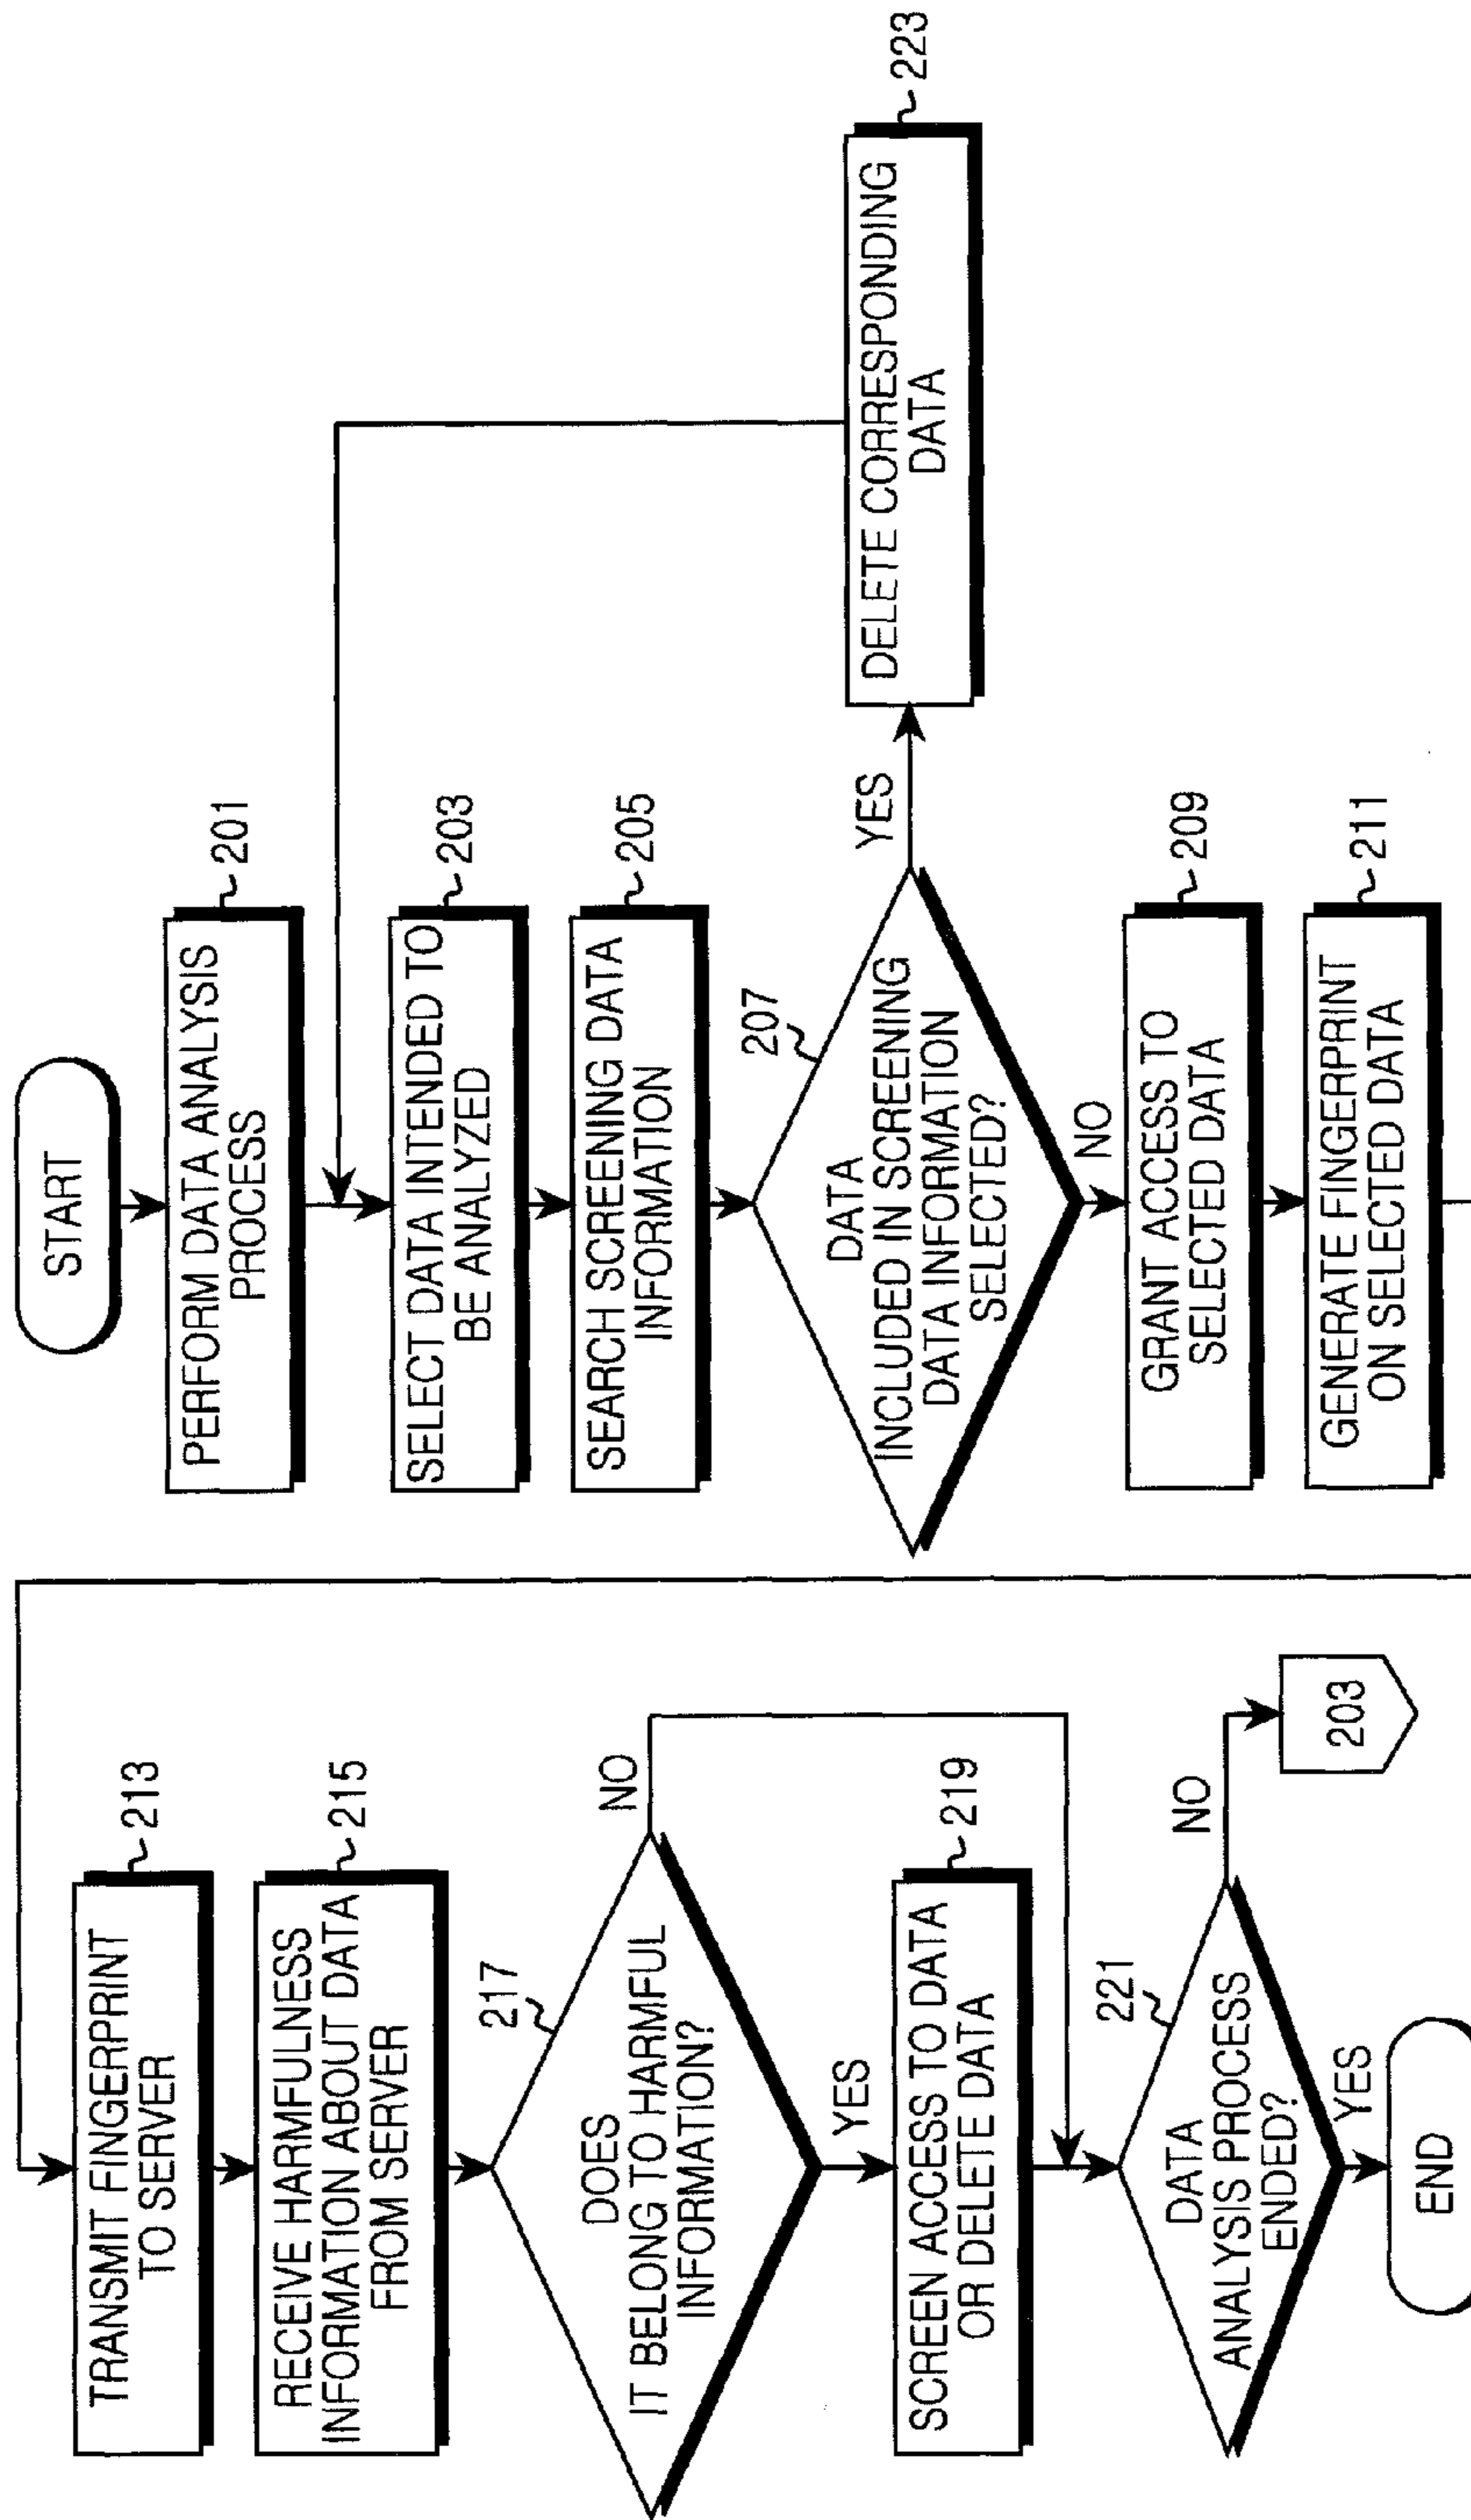 START
PERFORM DATA ANALYSIS
PROCESS
201
SELECT DATA INTENDED TO
BE ANALYZED
203
SEARCH SCREENING DATA
INFORMATION
205
207
DATA
INCLUDED IN SCREENING
DATA INFORMATION
SELECTED?
YES
DELETE CORRESPONDING
DATA
223
NO
GRANT ACCESS TO
SELECTED DATA
209
GENERATE FINGERPRINT
ON SELECTED DATA
211
TRANSMIT FINGERPRINT
TO SERVER
213
RECEIVE HARMFULNESS
INFORMATION ABOUT DATA
FROM SERVER
215
217
DOES
IT BELONG TO HARMFUL
INFORMATION?
NO
YES
SCREEN ACCESS TO DATA
OR DELETE DATA
219
221
DATA
ANALYSIS PROCESS
ENDED?
NO
203
YES
END